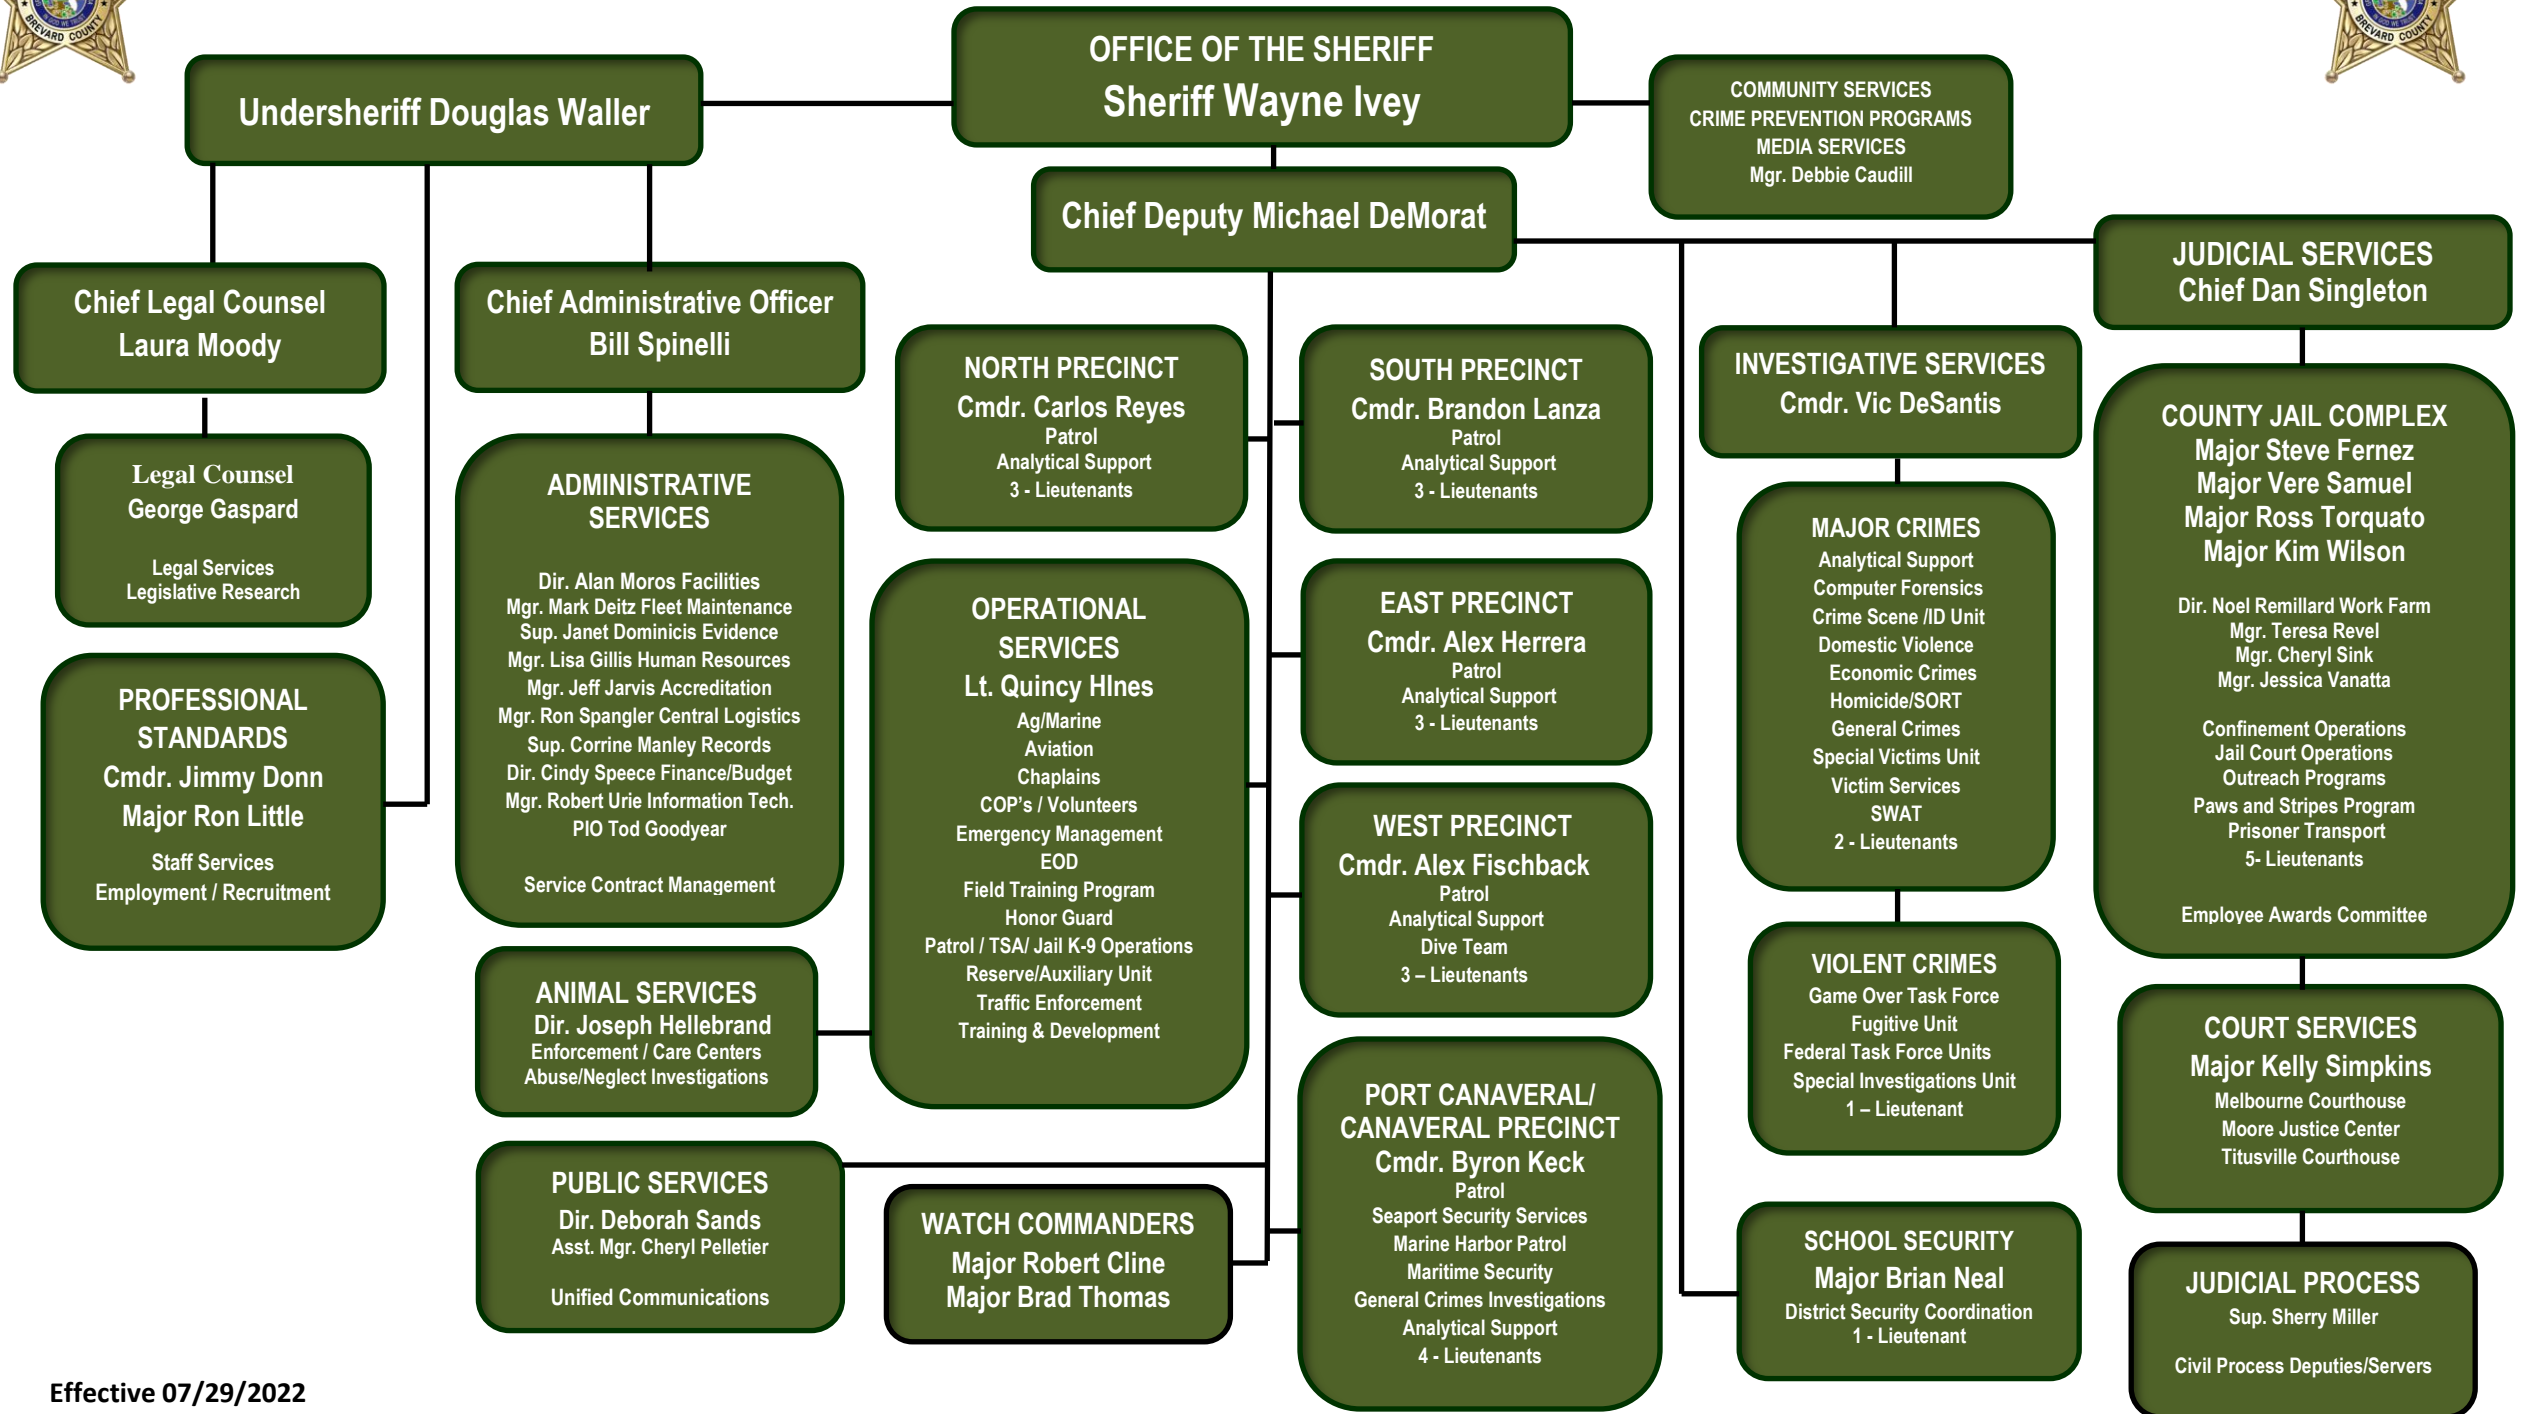 BREVARD COUNTY
BREVARD COUNTY
OFFICE OF THE SHERIFF
Sheriff Wayne Ivey
Undersheriff Douglas Waller
COMMUNITY SERVICES
CRIME PREVENTION PROGRAMS
MEDIA SERVICES
Mgr. Debbie Caudill
Chief Deputy Michael DeMorat
JUDICIAL SERVICES
Chief Dan Singleton
Chief Legal Counsel
Laura Moody
Chief Administrative Officer
Bill Spinelli
NORTH PRECINCT
Cmdr. Carlos Reyes
Patrol
Analytical Support
3 - Lieutenants
SOUTH PRECINCT
Cmdr. Brandon Lanza
Patrol
Analytical Support
3 - Lieutenants
INVESTIGATIVE SERVICES
Cmdr. Vic DeSantis
COUNTY JAIL COMPLEX
Major Steve Fernez
Major Vere Samuel
Major Ross Torquato
Major Kim Wilson
Dir. Noel Remillard Work Farm
Mgr. Teresa Revel
Mgr. Cheryl Sink
Mgr. Jessica Vanatta
Confinement Operations
Jail Court Operations
Outreach Programs
Paws and Stripes Program
Prisoner Transport
5- Lieutenants
Employee Awards Committee
Legal Counsel
George Gaspard
Legal Services
Legislative Research
ADMINISTRATIVE
SERVICES
Dir. Alan Moros Facilities
Mgr. Mark Deitz Fleet Maintenance
Sup. Janet Dominicis Evidence
Mgr. Lisa Gillis Human Resources
Mgr. Jeff Jarvis Accreditation
Mgr. Ron Spangler Central Logistics
Sup. Corrine Manley Records
Dir. Cindy Speece Finance/Budget
Mgr. Robert Urie Information Tech.
PIO Tod Goodyear
Service Contract Management
MAJOR CRIMES
Analytical Support
Computer Forensics
Crime Scene /ID Unit
Domestic Violence
Economic Crimes
Homicide/SORT
General Crimes
Special Victims Unit
Victim Services
SWAT
2 - Lieutenants
OPERATIONAL
SERVICES
Lt. Quincy HInes
Ag/Marine
Aviation
Chaplains
COP's / Volunteers
Emergency Management
EOD
Field Training Program
Honor Guard
Patrol / TSA/ Jail K-9 Operations
Reserve/Auxiliary Unit
Traffic Enforcement
Training & Development
EAST PRECINCT
Cmdr. Alex Herrera
Patrol
Analytical Support
3 - Lieutenants
PROFESSIONAL
STANDARDS
Cmdr. Jimmy Donn
Major Ron Little
Staff Services
Employment / Recruitment
WEST PRECINCT
Cmdr. Alex Fischback
Patrol
Analytical Support
Dive Team
3 – Lieutenants
VIOLENT CRIMES
Game Over Task Force
Fugitive Unit
Federal Task Force Units
Special Investigations Unit
1 – Lieutenant
ANIMAL SERVICES
Dir. Joseph Hellebrand
Enforcement / Care Centers
Abuse/Neglect Investigations
COURT SERVICES
Major Kelly Simpkins
Melbourne Courthouse
Moore Justice Center
Titusville Courthouse
PORT CANAVERAL/
CANAVERAL PRECINCT
Cmdr. Byron Keck
Patrol
Seaport Security Services
Marine Harbor Patrol
Maritime Security
General Crimes Investigations
Analytical Support
4 - Lieutenants
PUBLIC SERVICES
Dir. Deborah Sands
Asst. Mgr. Cheryl Pelletier
Unified Communications
WATCH COMMANDERS
Major Robert Cline
Major Brad Thomas
SCHOOL SECURITY
Major Brian Neal
District Security Coordination
1 - Lieutenant
JUDICIAL PROCESS
Sup. Sherry Miller
Civil Process Deputies/Servers
Effective 07/29/2022